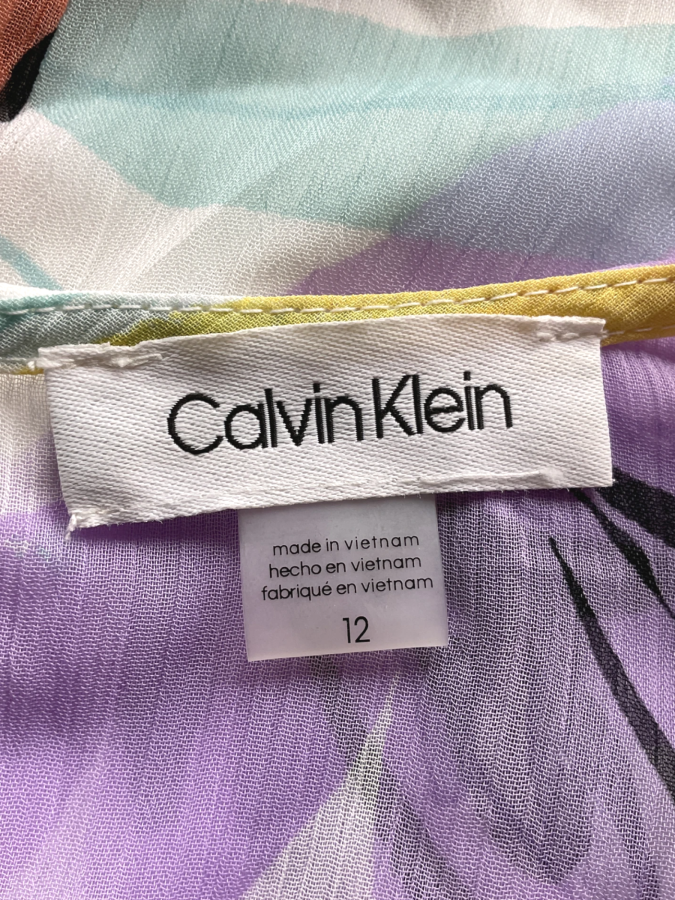 Calvin Klein
made in vietnam
hecho en vietnam
fabriqué en vietnam
12